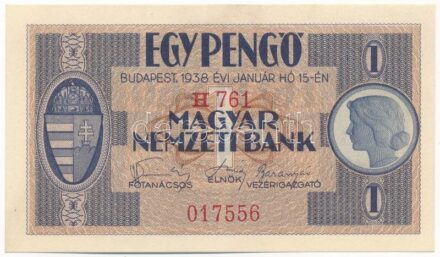 EGY PENGŐ
1
BUDAPEST, 1938 ÉVI JANUÁR HÓ 15-ÉN
H 761
MAGYAR
NEMZETI BANK
FŐTANÁCSOS ELNÖK VEZÉRIGAZGATÓ
017556
1